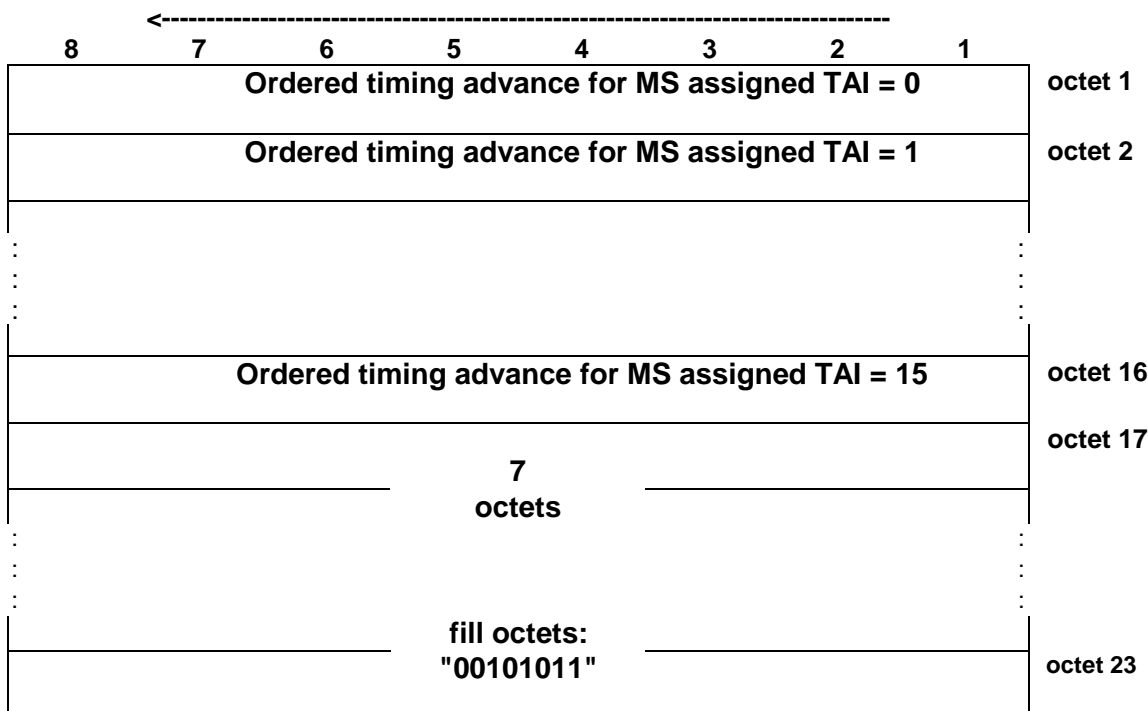 <-----------------------------------------------------------------------------------
8 7 6 5 4 3 2 1
Ordered timing advance for MS assigned TAI = 0 octet 1
Ordered timing advance for MS assigned TAI = 1 octet 2
: :
: :
: :
Ordered timing advance for MS assigned TAI = 15 octet 16
octet 17
7
octets
: :
: :
: :
fill octets:
"00101011" octet 23